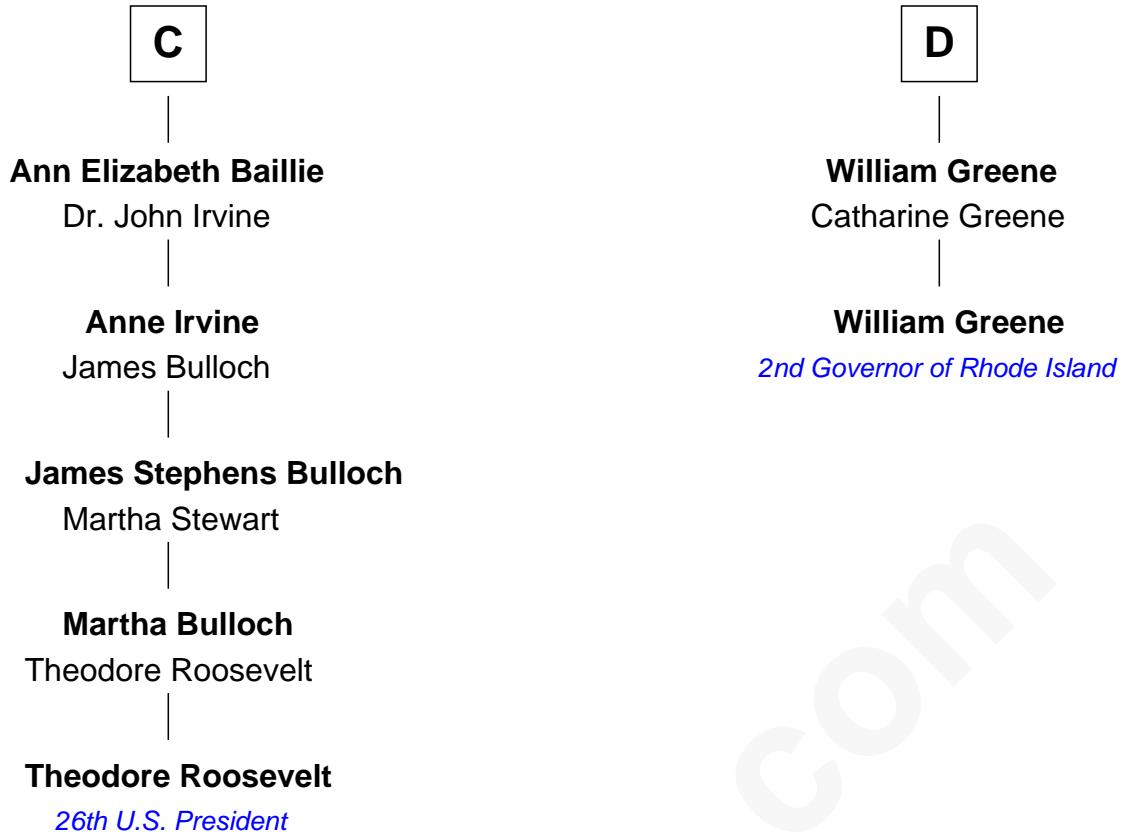 C
Ann Elizabeth Baillie
Dr. John Irvine
Anne Irvine
James Bulloch
James Stephens Bulloch
Martha Stewart
Martha Bulloch
Theodore Roosevelt
Theodore Roosevelt
26th U.S. President
D
William Greene
Catharine Greene
William Greene
2nd Governor of Rhode Island
com